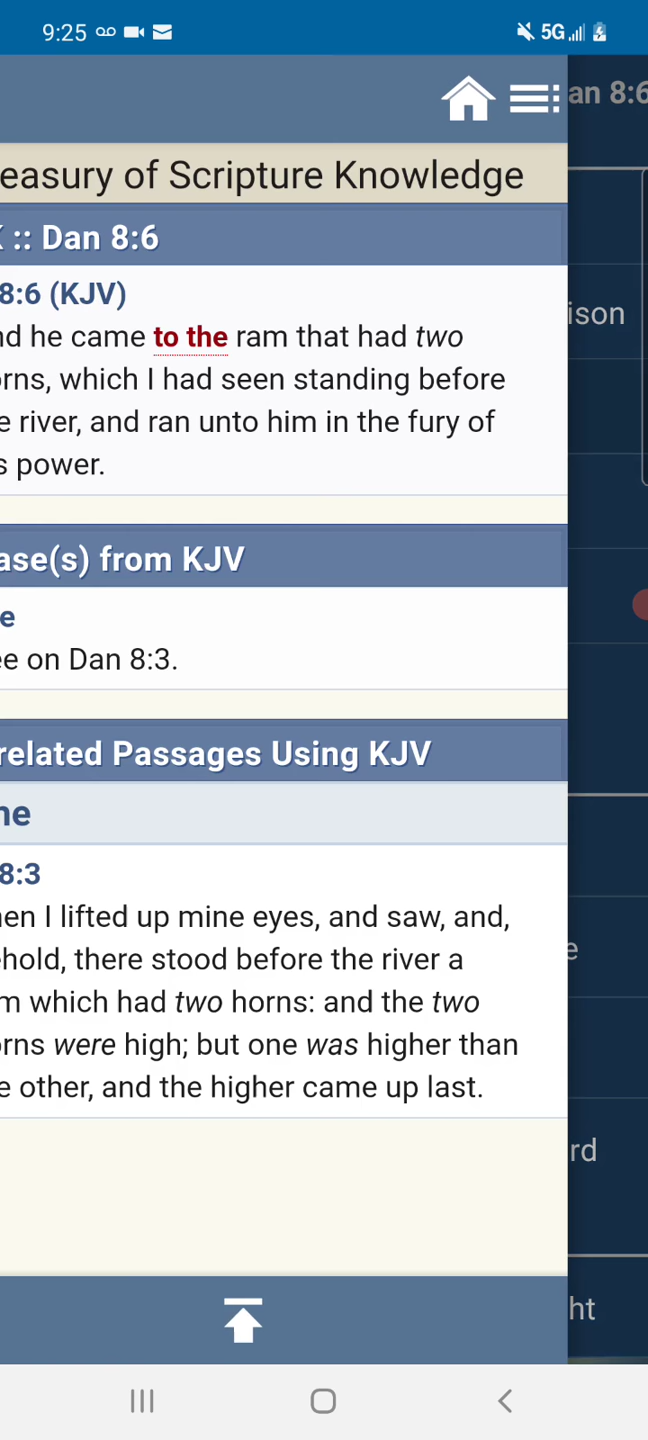 9:25
5G
an 8:6
easury of Scripture Knowledge
:: Dan 8:6
8:6 (KJV)
nd he came to the ram that had two
ison
orns, which I had seen standing before
e river, and ran unto him in the fury of
s power.
ase(s) from KJV
e
ee on Dan 8:3.
related Passages Using KJV
ne
8:3
hen I lifted up mine eyes, and saw, and,
ehold, there stood before the river a
e
m which had two horns: and the two
orns were high; but one was higher than
e other, and the higher came up last.
rd
ht